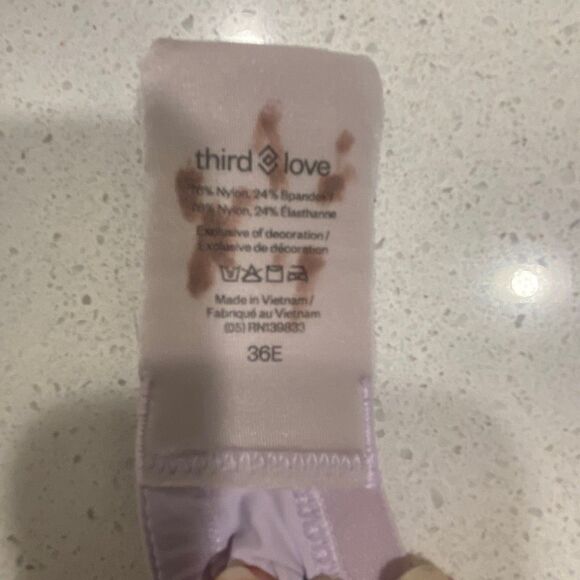 third love
76% Nylon, 24% Spandex /
76% Nylon, 24% Élasthanne
Exclusive of decoration /
Exclusive de décoration
Made in Vietnam /
Fabriqué au Vietnam
(05) RN139833
36E